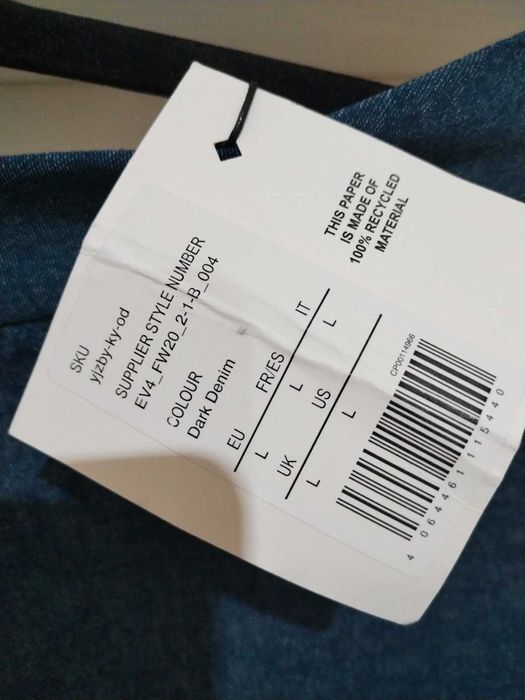 THIS PAPER
IS MADE OF
100% RECYCLED
MATERIAL
SKU
yjzby-ky-od
SUPPLIER STYLE NUMBER
EV4_FW20_2-1-B_004
COLOUR
Dark Denim
EU FR/ES IT
L L L
UK US
L L
CP00114966
4 064461 115440